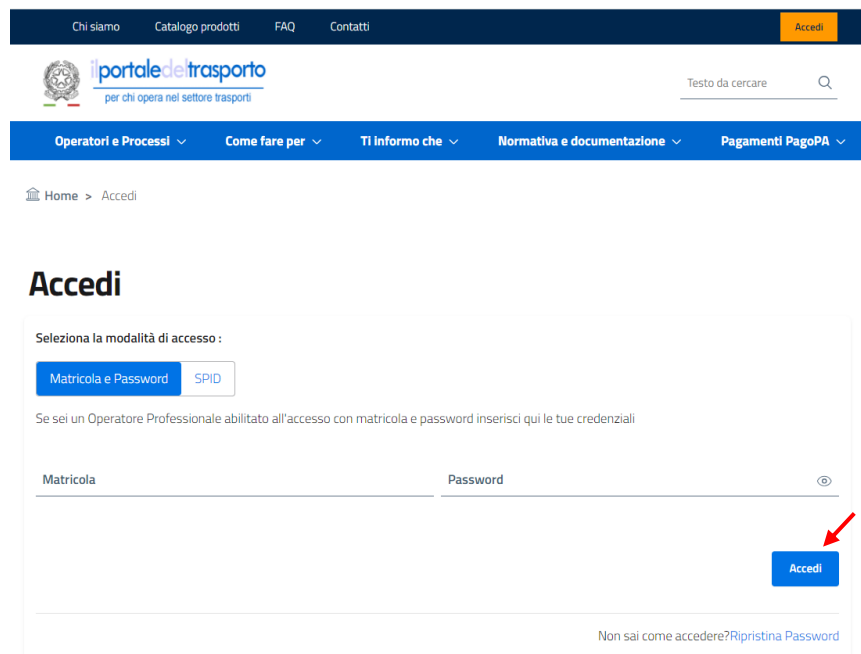 Chi siamo Catalogo prodotti FAQ Contatti Accedi
ilportaledeltrasporto
per chi opera nel settore trasporti
Testo da cercare
Operatori e Processi Come fare per Ti informo che Normativa e documentazione Pagamenti PagoPA
Home > Accedi
Accedi
Seleziona la modalità di accesso :
Matricola e Password SPID
Se sei un Operatore Professionale abilitato all'accesso con matricola e password inserisci qui le tue credenziali
Matricola Password
Accedi
Non sai come accedere?Ripristina Password